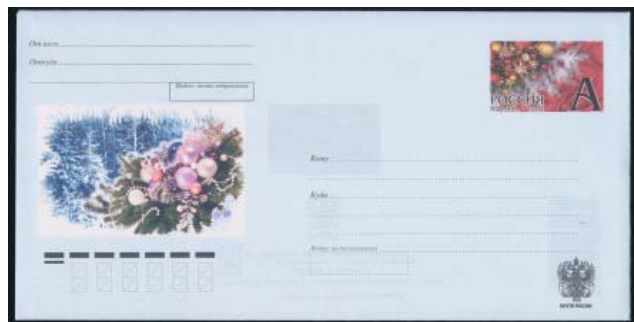 От кого
Откуда
Индекс места отправления
РОССИЯ
А
Кому
Куда
Индекс места назначения
ПОЧТА РОССИИ